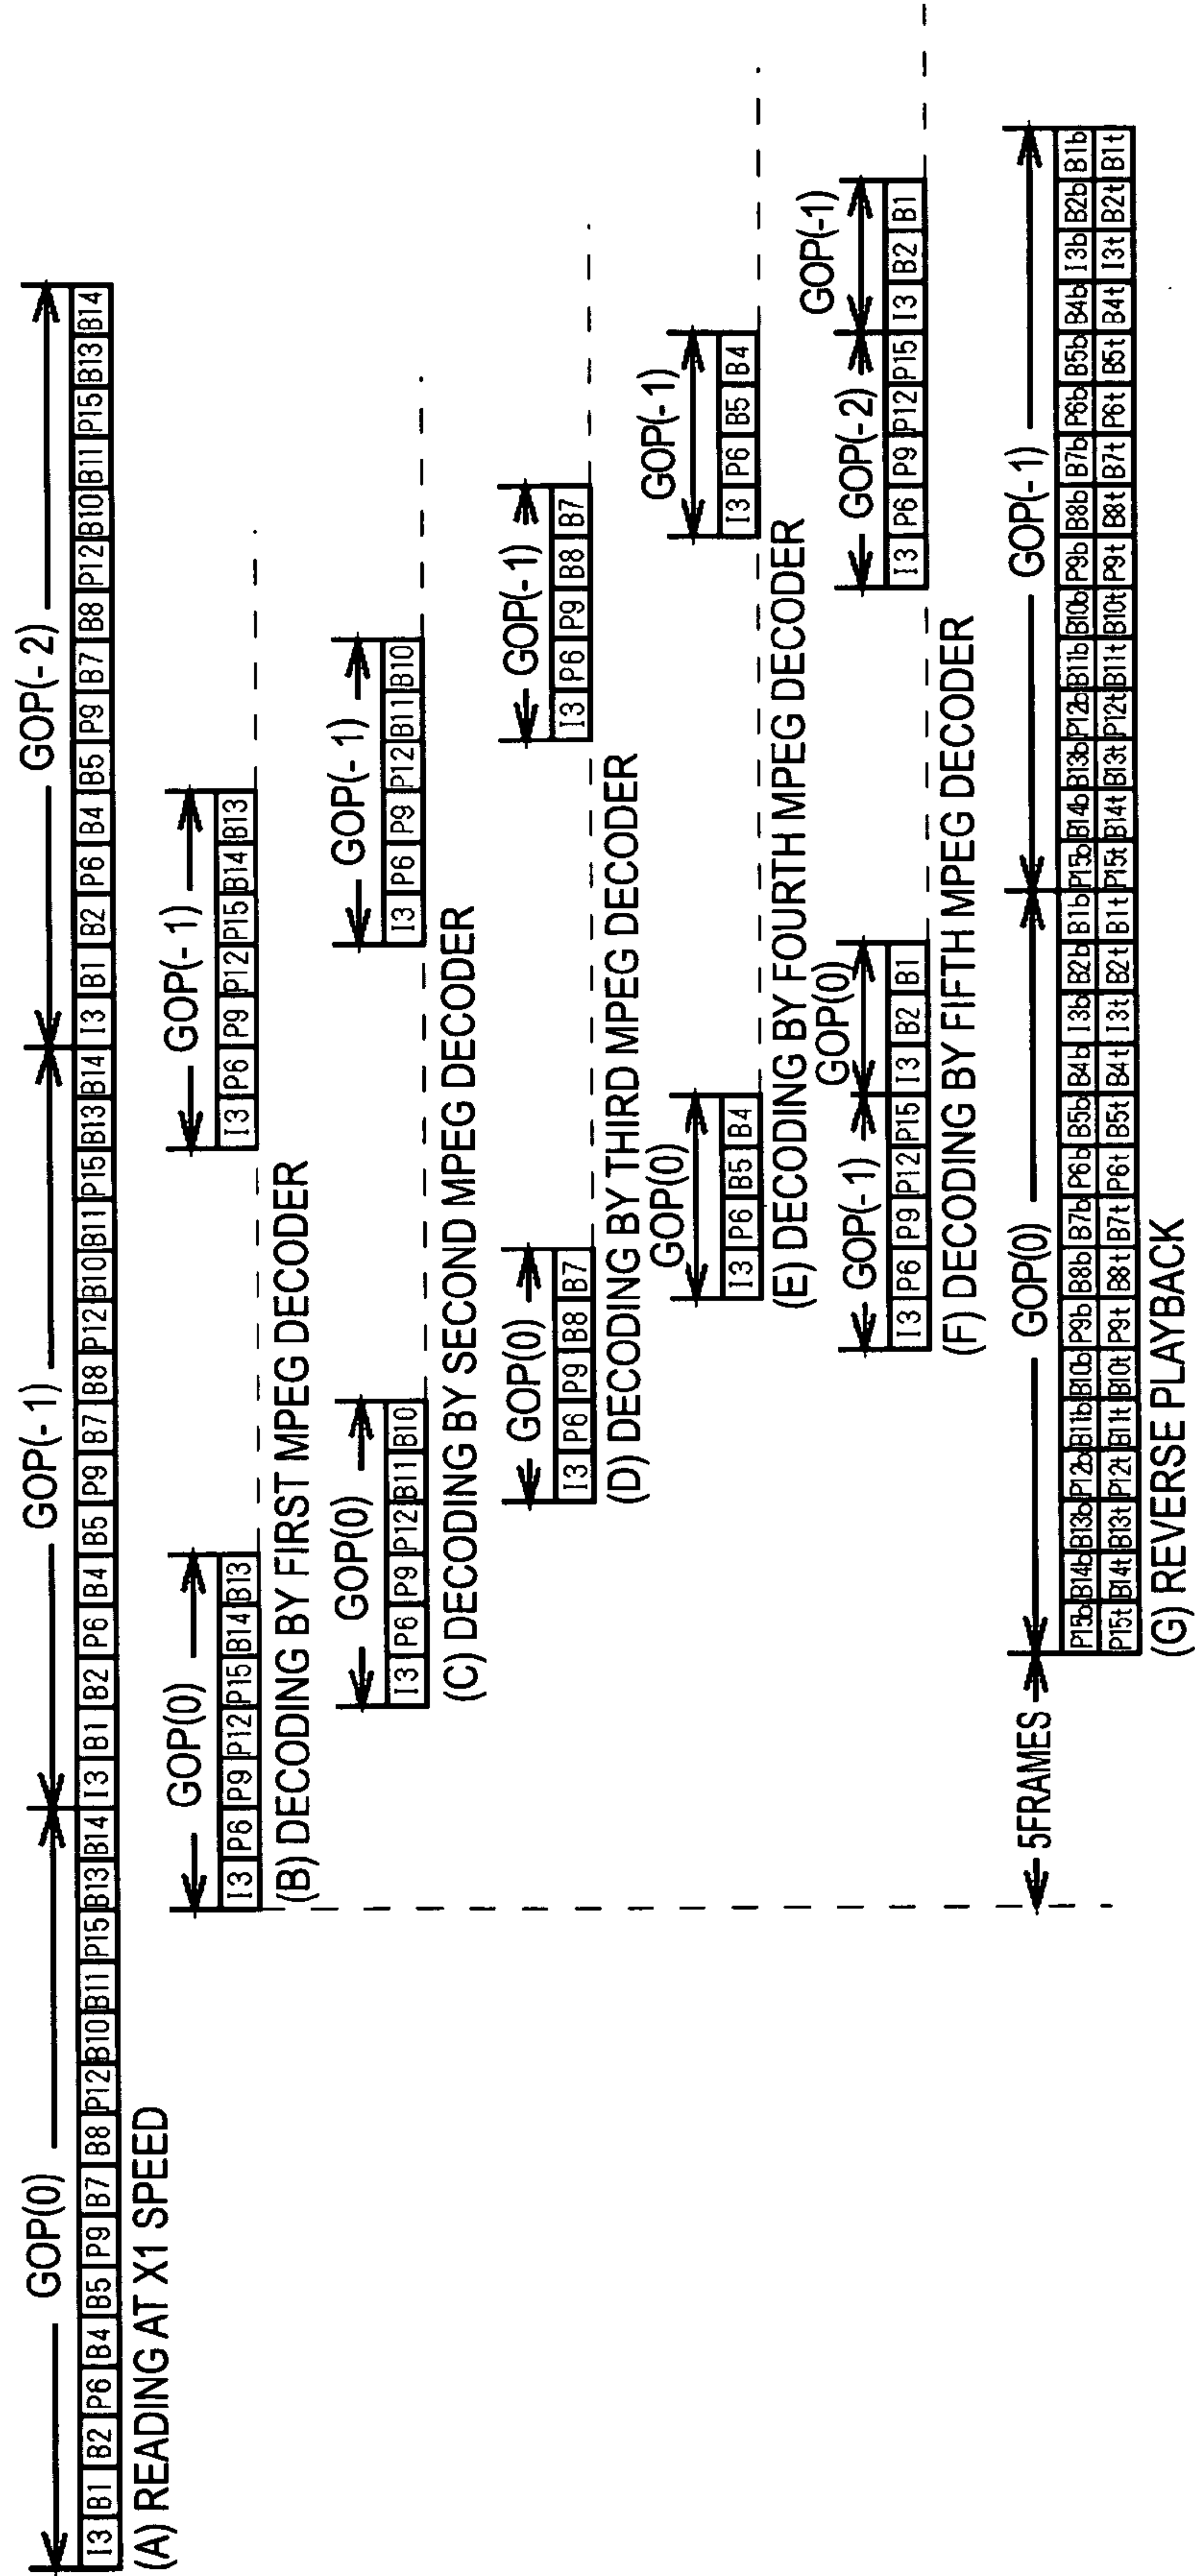 GOP(0) GOP(-1) GOP(-2)
I3 B1 B2 P6 B4 B5 P9 B7 B8 P12 B10 B11 P15 B13 B14 I3 B1 B2 P6 B4 B5 P9 B7 B8 P12 B10 B11 P15 B13 B14 I3 B1 B2 P6 B4 B5 P9 B7 B8 P12 B10 B11 P15 B13 B14
(A) READING AT X1 SPEED
GOP(0) GOP(-1)
I3 P6 P9 P12 P15 B14 B13 I3 P6 P9 P12 P15 B14 B13
(B) DECODING BY FIRST MPEG DECODER
GOP(0) GOP(-1)
I3 P6 P9 P12 B11 B10 I3 P6 P9 P12 B11 B10
(C) DECODING BY SECOND MPEG DECODER
GOP(0) GOP(-1)
I3 P6 P9 B8 B7 I3 P6 P9 B8 B7
(D) DECODING BY THIRD MPEG DECODER
GOP(0) GOP(-1)
I3 P6 B5 B4 I3 P6 B5 B4
(E) DECODING BY FOURTH MPEG DECODER
GOP(-1) GOP(0) GOP(-2) GOP(-1)
I3 P6 P9 P12 P15 I3 B2 B1 I3 P6 P9 P12 P15 I3 B2 B1
(F) DECODING BY FIFTH MPEG DECODER
5FRAMES GOP(0) GOP(-1)
P15b B14b B13b P12b B11b B10b P9b B8b B7b P6b B5b B4b I3b B2b B1b P15b B14b B13b P12b B11b B10b P9b B8b B7b P6b B5b B4b I3b B2b B1b
P15t B14t B13t P12t B11t B10t P9t B8t B7t P6t B5t B4t I3t B2t B1t P15t B14t B13t P12t B11t B10t P9t B8t B7t P6t B5t B4t I3t B2t B1t
(G) REVERSE PLAYBACK